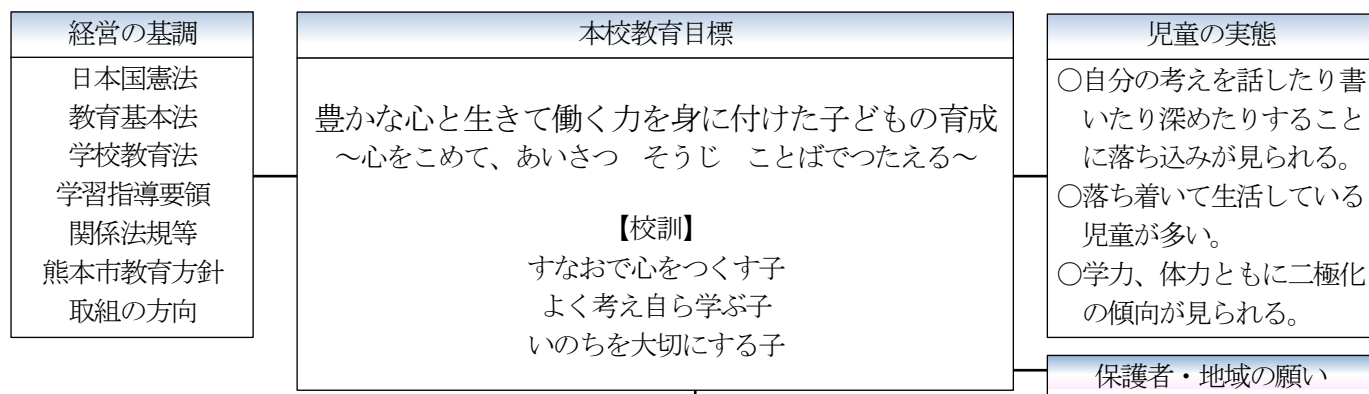 経営の基調
日本国憲法
教育基本法
学校教育法
学習指導要領
関係法規等
熊本市教育方針
取組の方向
本校教育目標
豊かな心と生きて働く力を身に付けた子どもの育成
～心をこめて、あいさつ　そうじ　ことばでつたえる～
【校訓】
すなおで心をつくす子
よく考え自ら学ぶ子
いのちを大切にする子
児童の実態
○自分の考えを話したり書
いたり深めたりすること
に落ち込みが見られる。
○落ち着いて生活している
児童が多い。
○学力、体力ともに二極化
の傾向が見られる。
保護者・地域の願い